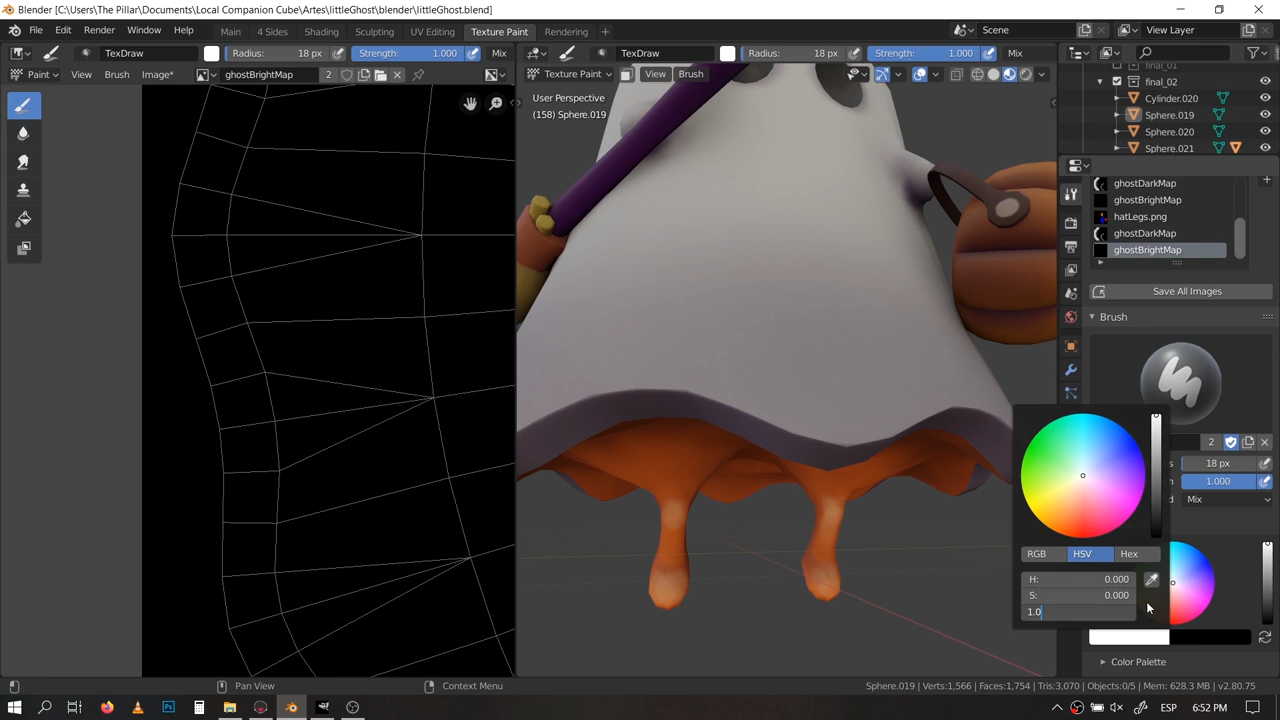 Blender [C:\Users\The Pillar\Documents\Local Companion Cube\Artes\littleGhost\blender\littleGhost.blend]
File Edit Render Window Help Main 4 Sides Shading Sculpting UV Editing Texture Paint Rendering Scene View Layer
TexDraw Radius: 18 px Strength: 1.000 Mix TexDraw Radius: 18 px Strength: 1.000 Mix
Paint View Brush Image* ghostBrightMap 2 Texture Paint View Brush
final_01
final_02
Cylinder.020
Sphere.019
Sphere.020
Sphere.021
User Perspective
(158) Sphere.019
ghostDarkMap
ghostBrightMap
hatLegs.png
ghostDarkMap
ghostBrightMap
Save All Images
Brush
2
s 18 px
n 1.000
d Mix
RGB HSV Hex
H: 0.000
S: 0.000
1.0
Color Palette
Pan View Context Menu Sphere.019 | Verts:1,566 | Faces:1,754 | Tris:3,070 | Objects:0/5 | Mem: 628.3 MB | v2.80.75
ESP 6:52 PM